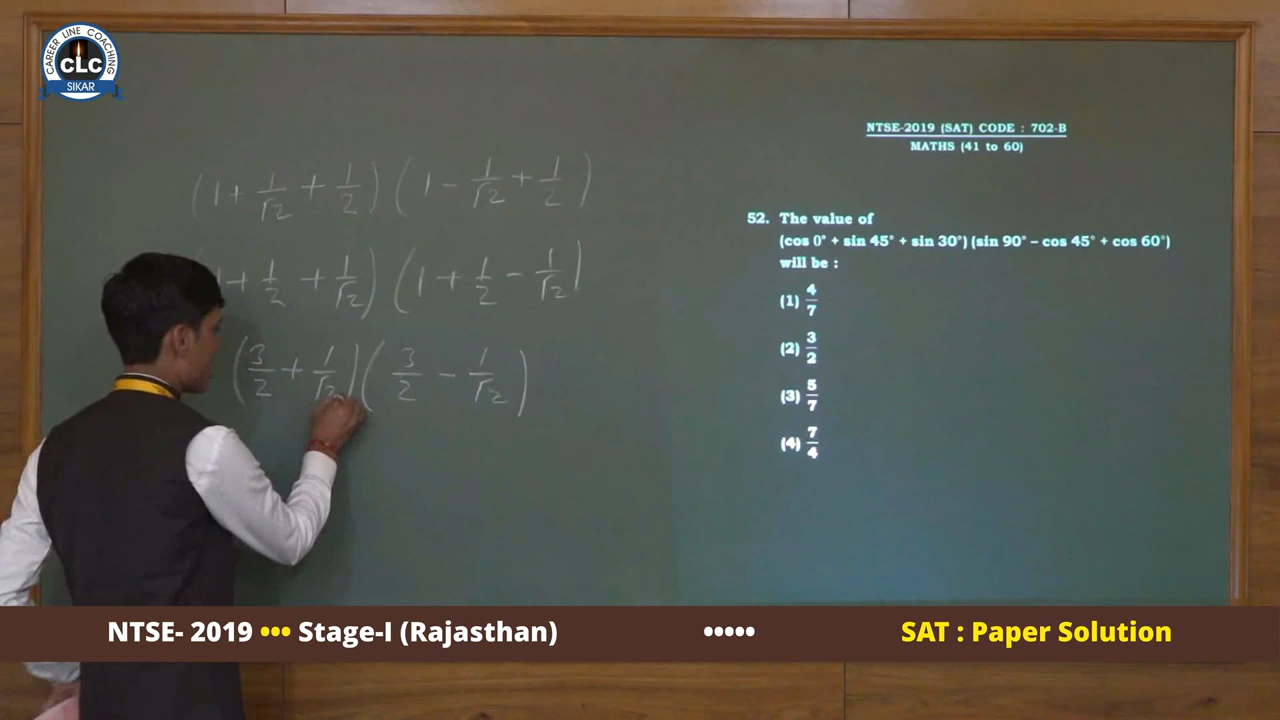 CAREER LINE COACHING
CLC
SIKAR
NTSE-2019 (SAT) CODE : 702-B
MATHS (41 to 60)
(1 + 1/√2 + 1/2) (1 - 1/√2 + 1/2)
+ 1/2 + 1/√2) (1 + 1/2 - 1/√2)
(3/2 + 1/√2) (3/2 - 1/√2)
52. The value of
(cos 0° + sin 45° + sin 30°) (sin 90° – cos 45° + cos 60°)
will be :
(1) 4/7
(2) 3/2
(3) 5/7
(4) 7/4
NTSE- 2019 ••• Stage-I (Rajasthan) ••••• SAT : Paper Solution